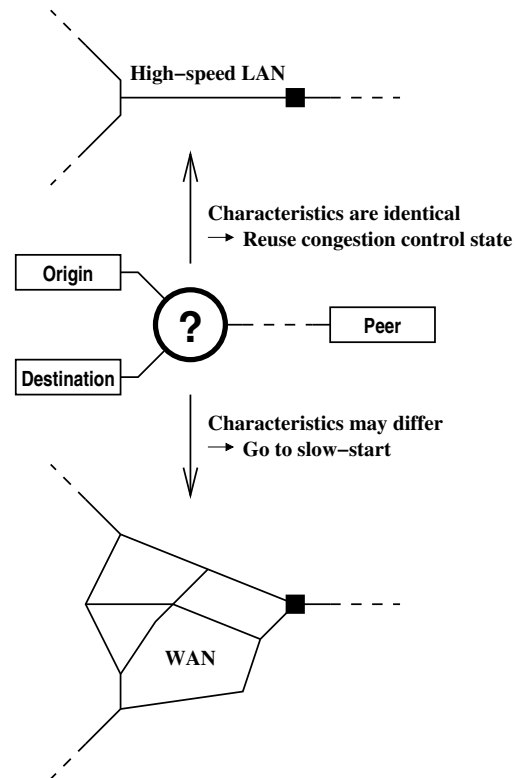 High–speed LAN
Characteristics are identical
→ Reuse congestion control state
Origin
?
Peer
Destination
Characteristics may differ
→ Go to slow–start
WAN